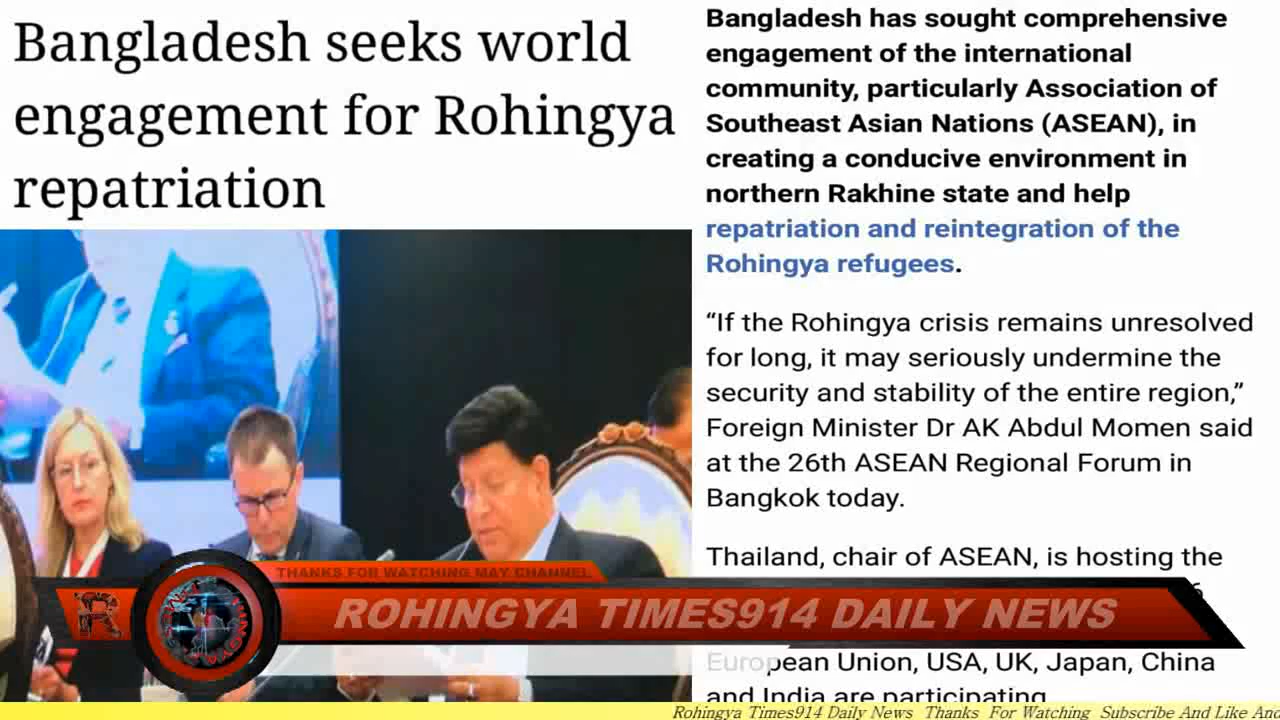 Bangladesh seeks world
engagement for Rohingya
repatriation
Bangladesh has sought comprehensive
engagement of the international
community, particularly Association of
Southeast Asian Nations (ASEAN), in
creating a conducive environment in
northern Rakhine state and help
repatriation and reintegration of the
Rohingya refugees.
“If the Rohingya crisis remains unresolved
for long, it may seriously undermine the
security and stability of the entire region,”
Foreign Minister Dr AK Abdul Momen said
at the 26th ASEAN Regional Forum in
Bangkok today.
Thailand, chair of ASEAN, is hosting the
European Union, USA, UK, Japan, China
and India are participating
THANKS FOR WATCHING MAY CHANNEL
R
ROHINGYA TIMES914 DAILY NEWS
Rohingya Times914 Daily News Thanks For Watching Subscribe And Like And